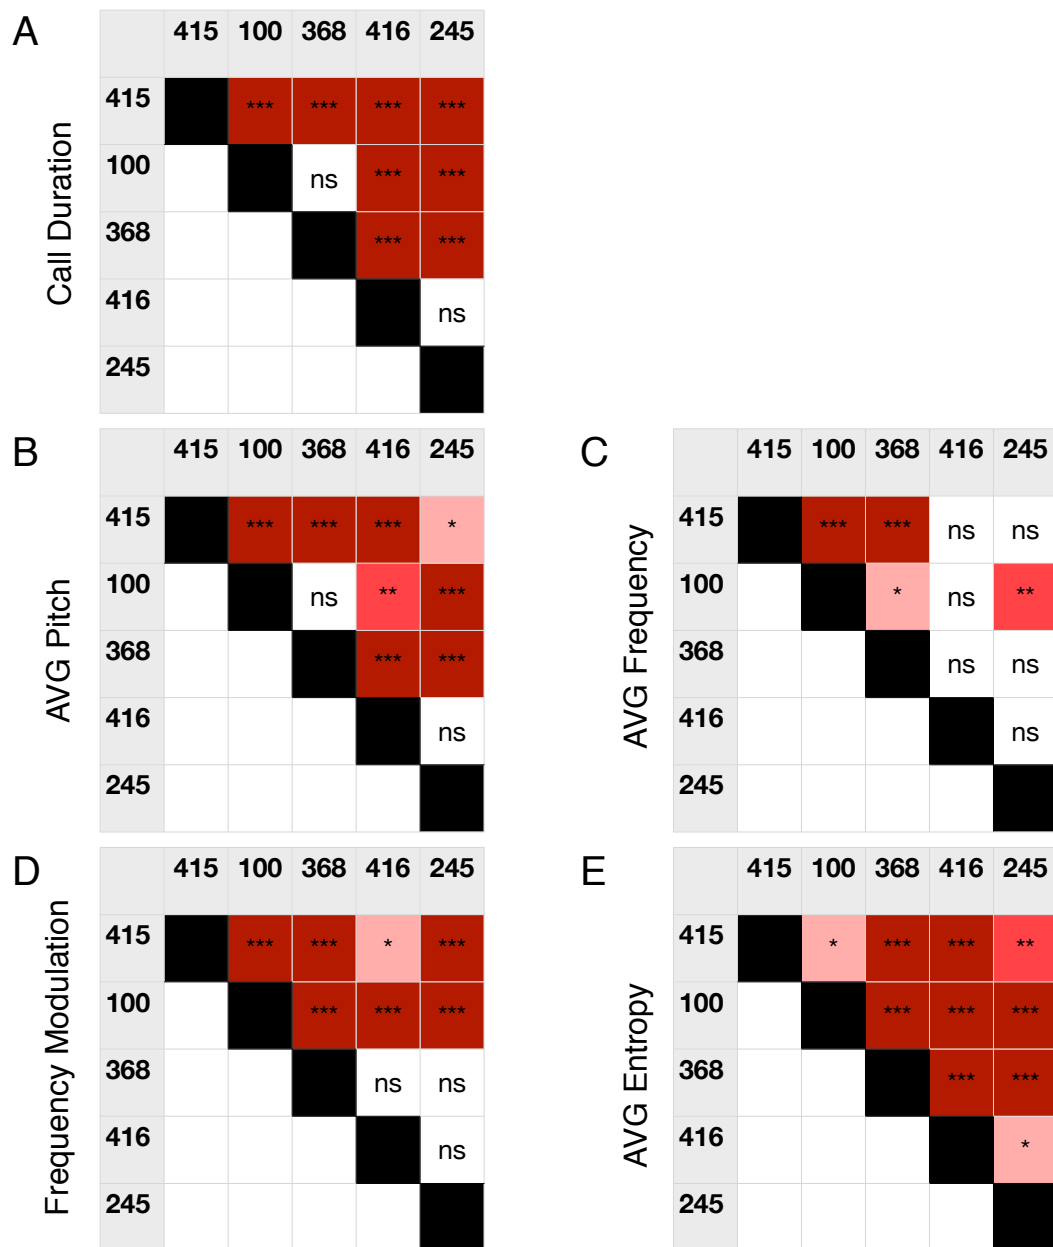 A
415 100 368 416 245
Call Duration
415 *** *** *** ***
100 ns *** ***
368 *** ***
416 ns
245
B
415 100 368 416 245
AVG Pitch
415 *** *** *** *
100 ns ** ***
368 *** ***
416 ns
245
C
415 100 368 416 245
AVG Frequency
415 *** *** ns ns
100 * ns **
368 ns ns
416 ns
245
D
415 100 368 416 245
Frequency Modulation
415 *** *** * ***
100 *** *** ***
368 ns ns
416 ns
245
E
415 100 368 416 245
AVG Entropy
415 * *** *** **
100 *** *** ***
368 *** ***
416 *
245